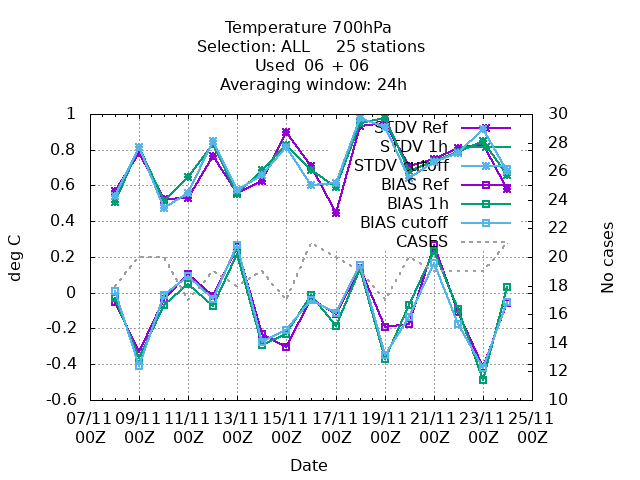 Temperature 700hPa
Selection: ALL 25 stations
Used 06 + 06
Averaging window: 24h
1
0.8
0.6
0.4
0.2
0
-0.2
-0.4
-0.6
deg C
30
28
26
24
22
20
18
16
14
12
10
No cases
STDV Ref
STDV 1h
STDV cutoff
BIAS Ref
BIAS 1h
BIAS cutoff
CASES
07/11 09/11 11/11 13/11 15/11 17/11 19/11 21/11 23/11 25/11
00Z 00Z 00Z 00Z 00Z 00Z 00Z 00Z 00Z 00Z
Date